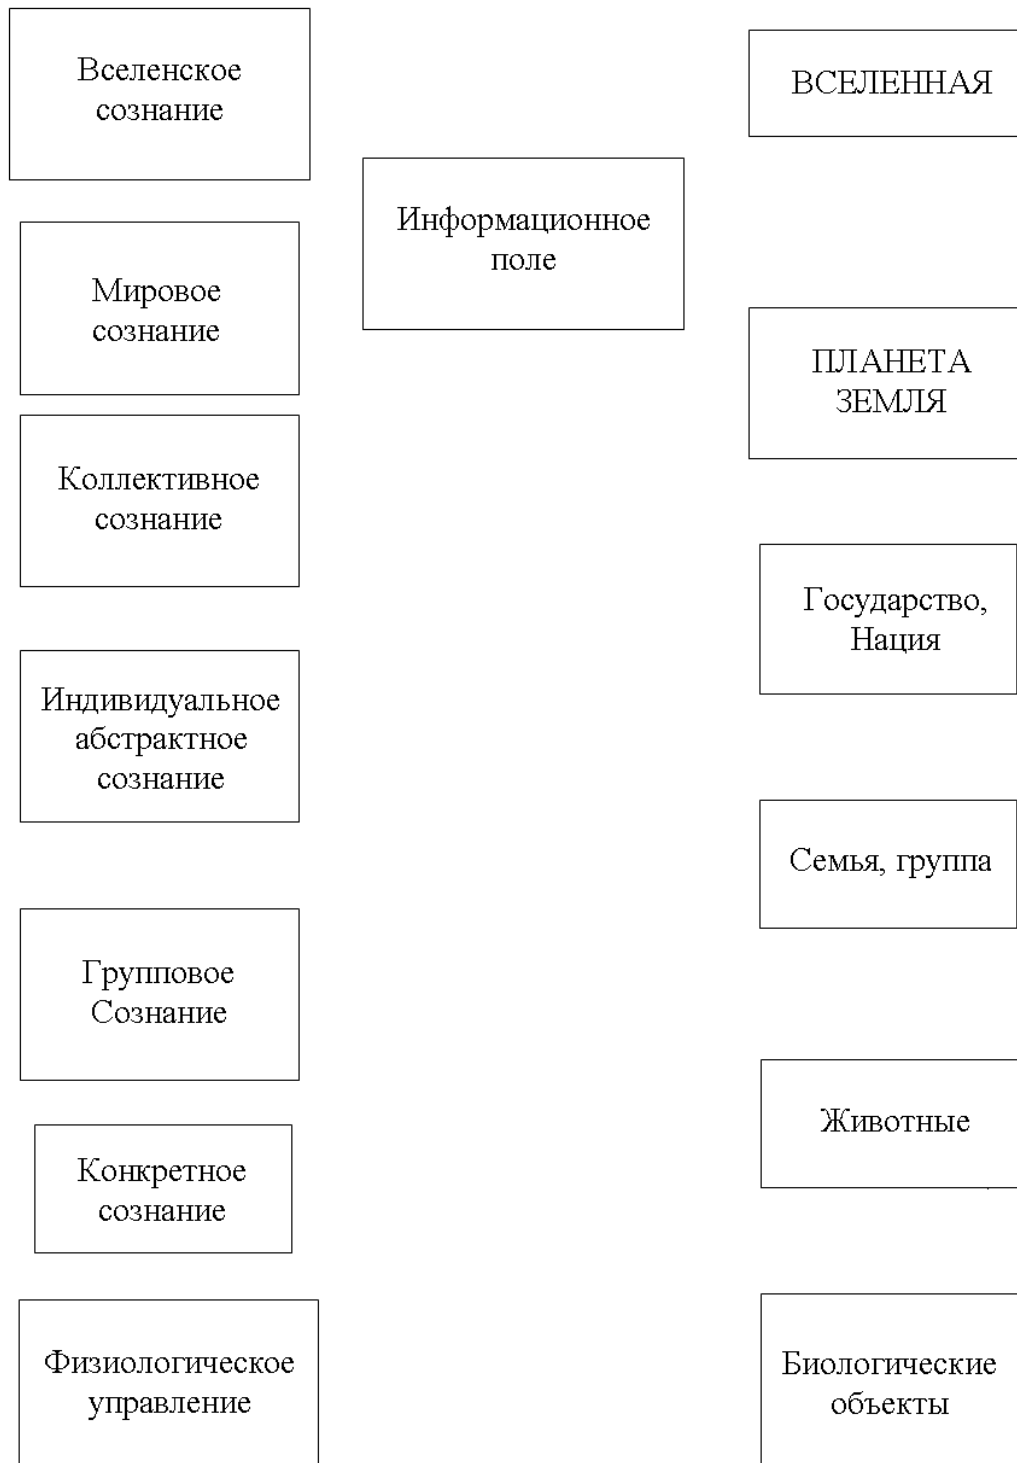 Вселенское
сознание
ВСЕЛЕННАЯ
Информационное
поле
Мировое
сознание
ПЛАНЕТА
ЗЕМЛЯ
Коллективное
сознание
Государство,
Нация
Индивидуальное
абстрактное
сознание
Семья, группа
Групповое
Сознание
Животные
Конкретное
сознание
Физиологическое
управление
Биологические
объекты